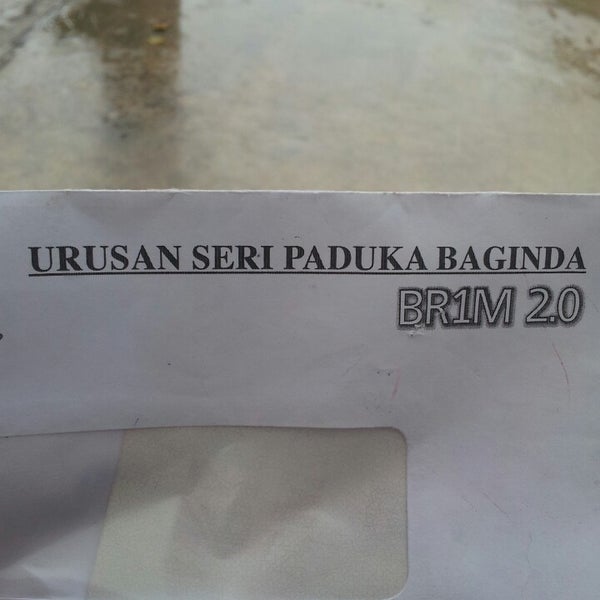 URUSAN SERI PADUKA BAGINDA
BR1M 2.0